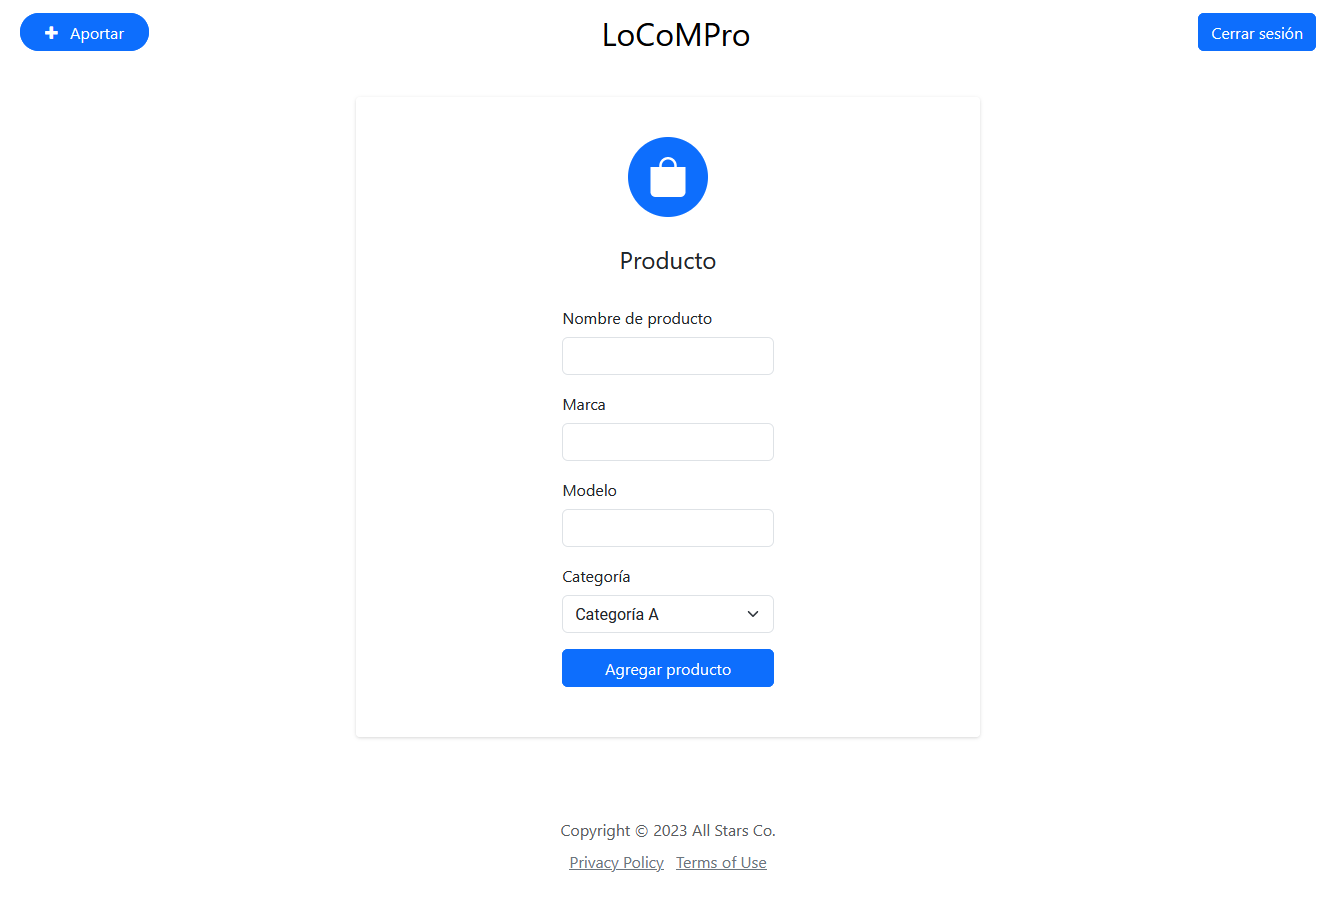 Aportar
LoCoMPro
Cerrar sesión
Producto
Nombre de producto
Marca
Modelo
Categoría
Categoría A
Agregar producto
Copyright © 2023 All Stars Co.
Privacy Policy Terms of Use